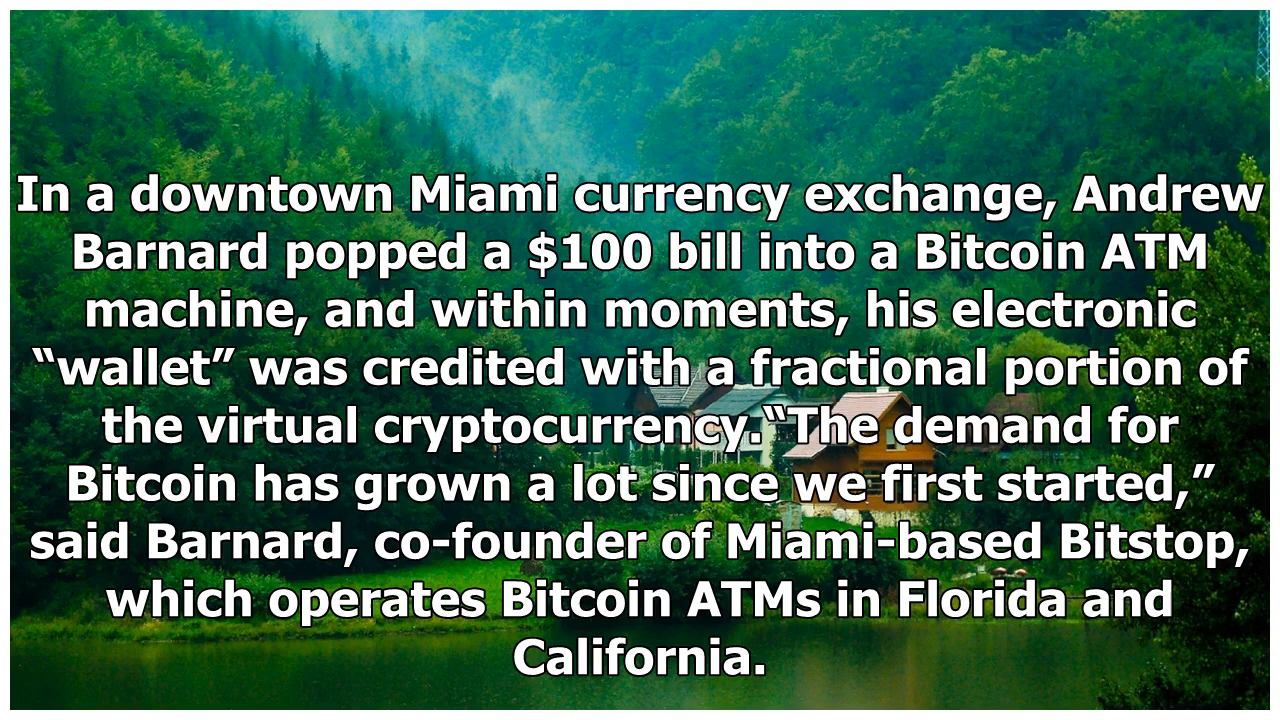 In a downtown Miami currency exchange, Andrew
Barnard popped a $100 bill into a Bitcoin ATM
machine, and within moments, his electronic
“wallet” was credited with a fractional portion of
the virtual cryptocurrency.“The demand for
Bitcoin has grown a lot since we first started,”
said Barnard, co-founder of Miami-based Bitstop,
which operates Bitcoin ATMs in Florida and
California.